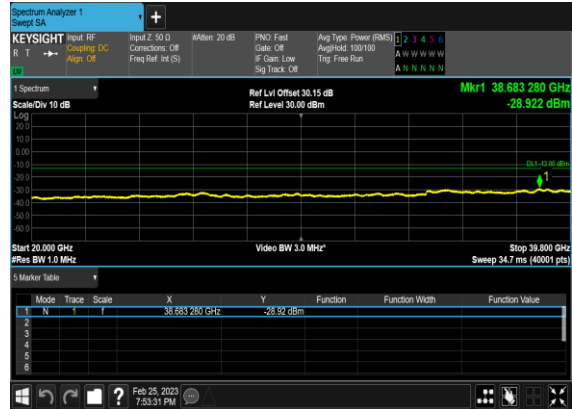 Spectrum Analyzer 1
Swept SA
+
KEYSIGHT
R T
Input: RF
Coupling: DC
Align: Off
Input Z: 50 Ω
Corrections: Off
Freq Ref: Int (S)
#Atten: 20 dB
PNO: Fast
Gate: Off
IF Gain: Low
Sig Track: Off
Avg Type: Power (RMS)
Avg|Hold: 100/100
Trig: Free Run
1 2 3 4 5 6
A W W W W W
A N N N N N
1 Spectrum
Scale/Div 10 dB
Ref Lvl Offset 30.15 dB
Ref Level 30.00 dBm
Mkr1 38.683 280 GHz
-28.922 dBm
Log
20.0
10.0
0.00
-10.0
-20.0
-30.0
-40.0
-50.0
-60.0
DL1 -13.00 dBm
1
Start 20.000 GHz
#Res BW 1.0 MHz
Video BW 3.0 MHz*
Stop 39.800 GHz
Sweep 34.7 ms (40001 pts)
5 Marker Table
Mode Trace Scale X Y Function Function Width Function Value
1 N 1 f 38.683 280 GHz -28.92 dBm
2
3
4
5
6
?
Feb 25, 2023
7:53:31 PM